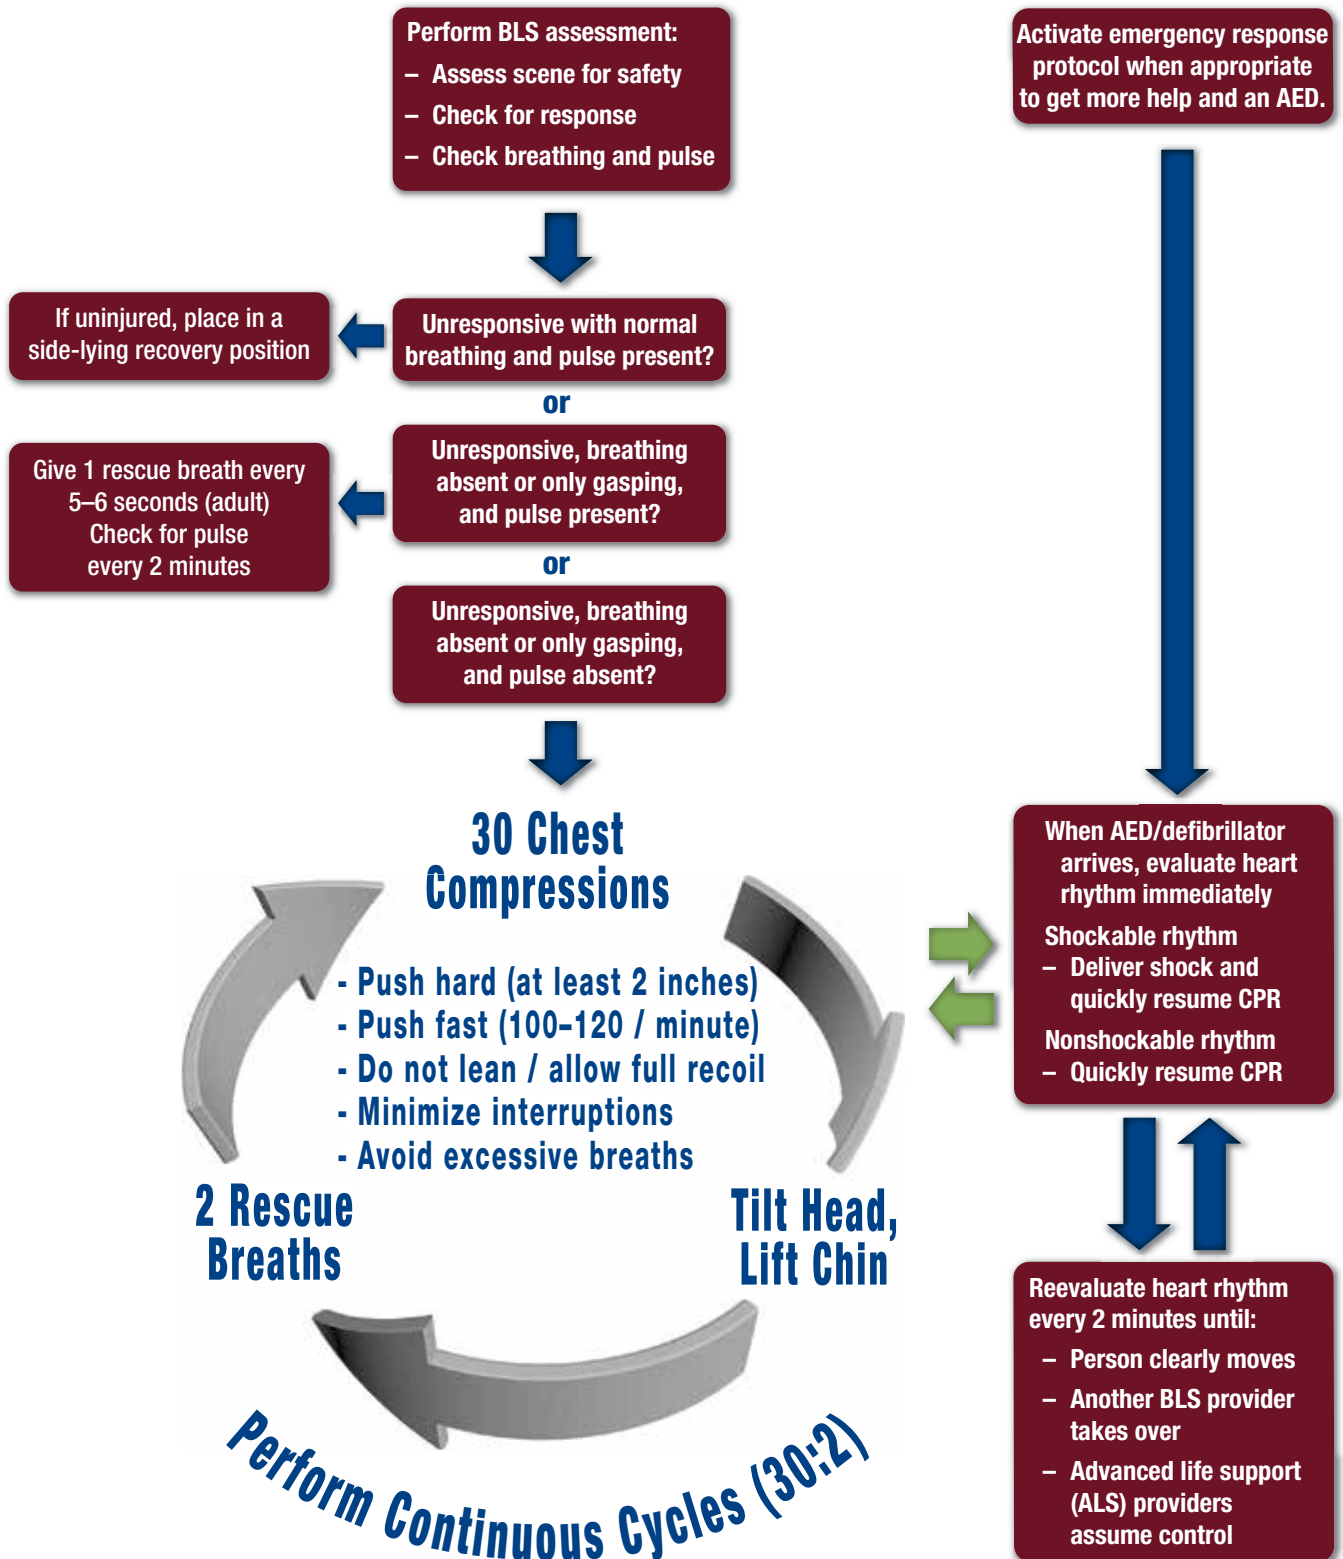 Perform BLS assessment:
– Assess scene for safety
– Check for response
– Check breathing and pulse
Activate emergency response
protocol when appropriate
to get more help and an AED.
If uninjured, place in a
side-lying recovery position
Unresponsive with normal
breathing and pulse present?
or
Give 1 rescue breath every
5–6 seconds (adult)
Check for pulse
every 2 minutes
Unresponsive, breathing
absent or only gasping,
and pulse present?
or
Unresponsive, breathing
absent or only gasping,
and pulse absent?
30 Chest
Compressions
- Push hard (at least 2 inches)
- Push fast (100–120 / minute)
- Do not lean / allow full recoil
- Minimize interruptions
- Avoid excessive breaths
2 Rescue
Breaths
Tilt Head,
Lift Chin
Perform Continuous Cycles (30:2)
When AED/defibrillator
arrives, evaluate heart
rhythm immediately
Shockable rhythm
– Deliver shock and
quickly resume CPR
Nonshockable rhythm
– Quickly resume CPR
Reevaluate heart rhythm
every 2 minutes until:
– Person clearly moves
– Another BLS provider
takes over
– Advanced life support
(ALS) providers
assume control